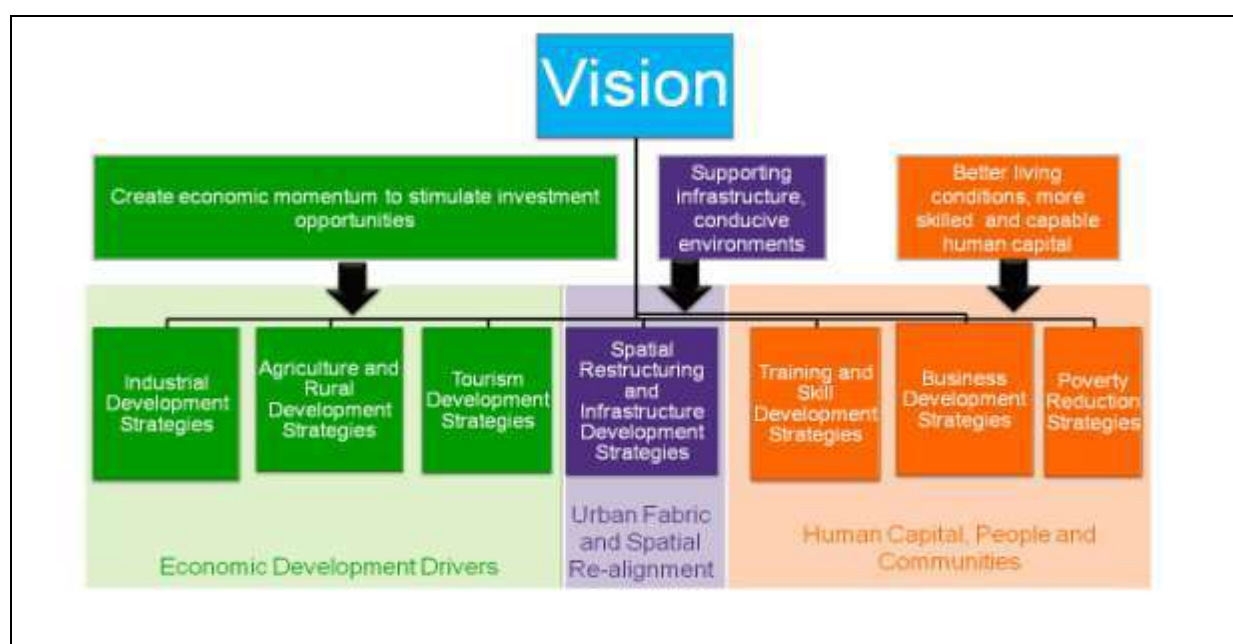 Vision
Create economic momentum to stimulate investment
opportunities
Supporting
infrastructure,
conducive
environments
Better living
conditions, more
skilled and capable
human capital
Industrial
Development
Strategies
Agriculture and
Rural
Development
Strategies
Tourism
Development
Strategies
Spatial
Restructuring
and
Infrastructure
Development
Strategies
Training and
Skill
Development
Strategies
Business
Development
Strategies
Poverty
Reduction
Strategies
Economic Development Drivers
Urban Fabric
and Spatial
Re-alignment
Human Capital, People and
Communities